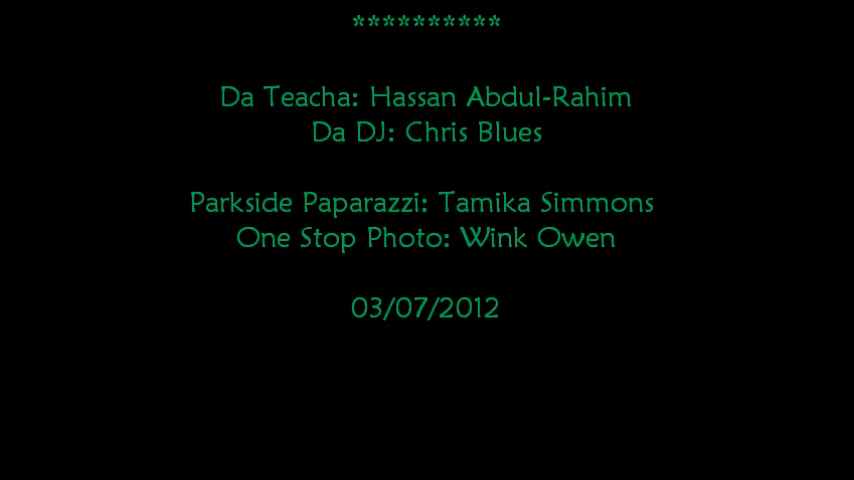 **********
Da Teacha: Hassan Abdul-Rahim
Da DJ: Chris Blues
Parkside Paparazzi: Tamika Simmons
One Stop Photo: Wink Owen
03/07/2012